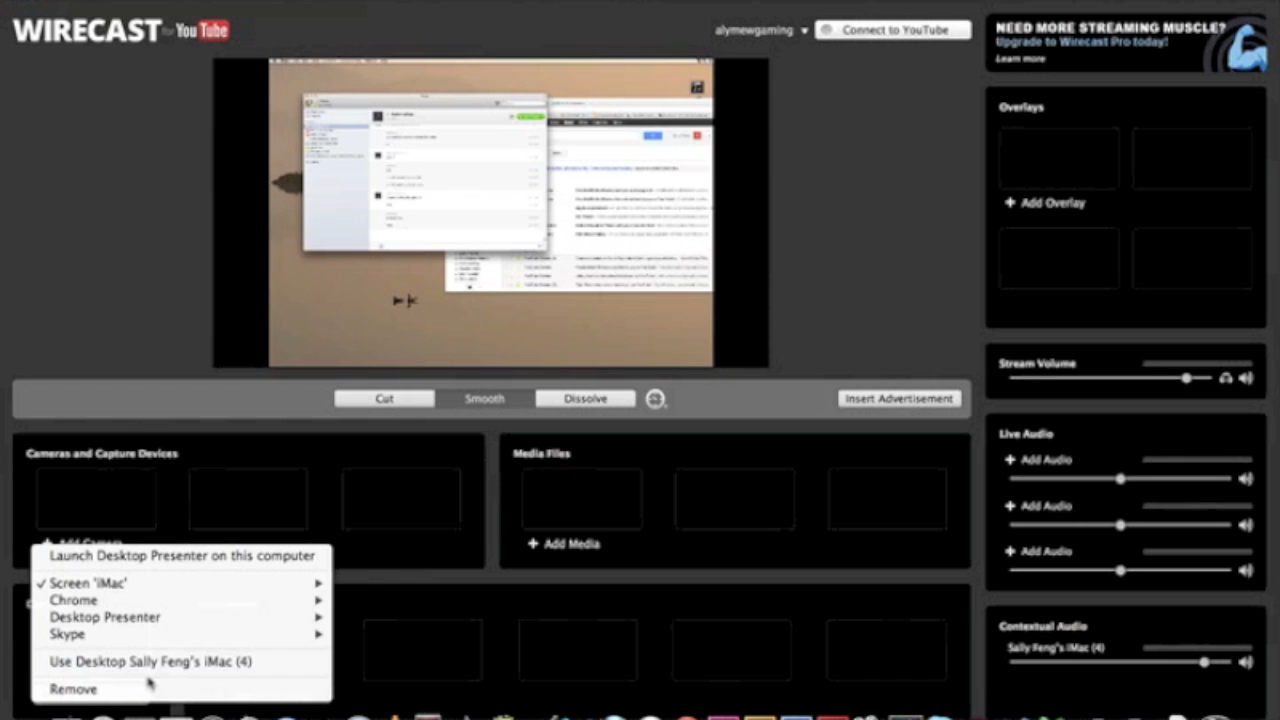 WIRECAST for YouTube
alymewgaming
Connect to YouTube
NEED MORE STREAMING MUSCLE?
Upgrade to Wirecast Pro today!
Learn more
Overlays
+ Add Overlay
Stream Volume
Cut
Smooth
Dissolve
Insert Advertisement
Cameras and Capture Devices
Media Files
+ Add Camera
+ Add Media
Live Audio
+ Add Audio
+ Add Audio
+ Add Audio
Launch Desktop Presenter on this computer
✓ Screen 'iMac'
Chrome
Desktop Presenter
Skype
Use Desktop Sally Feng's iMac (4)
Remove
Contextual Audio
Sally Feng's iMac (4)